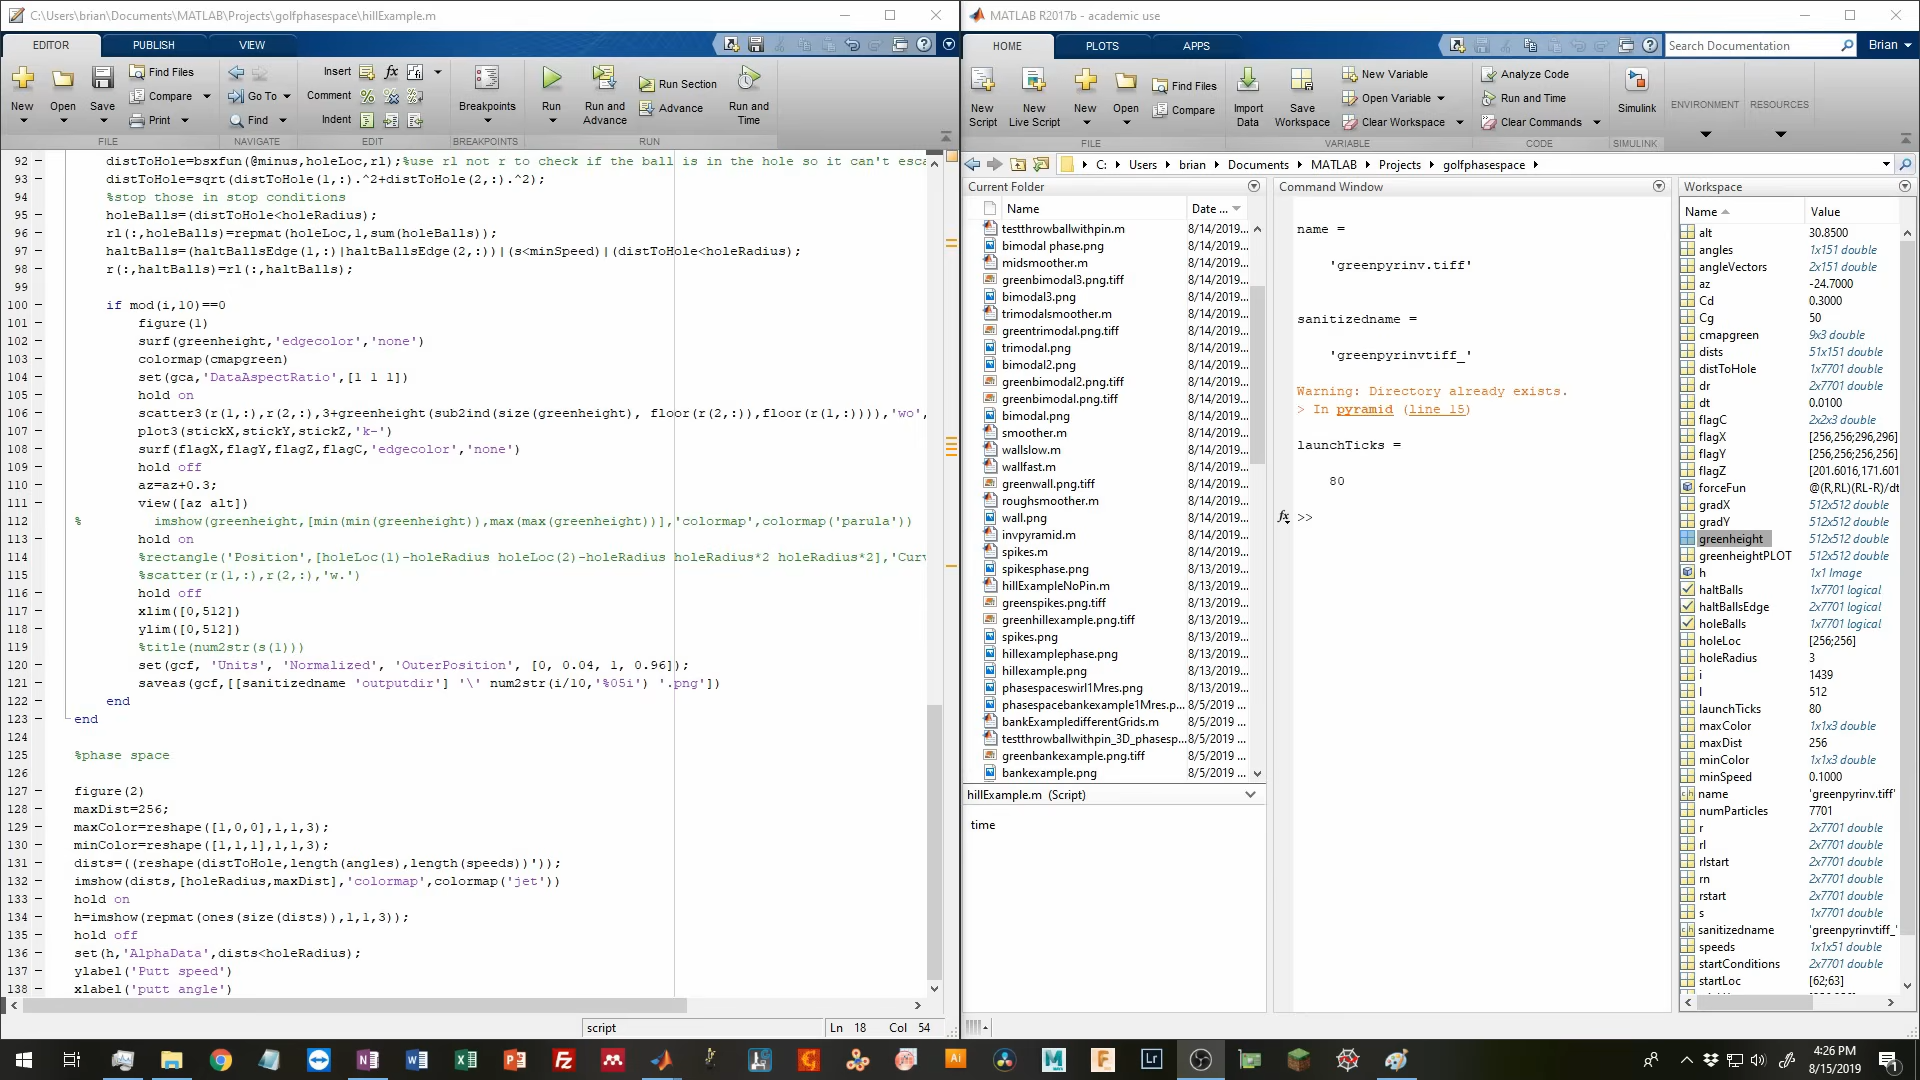 C:\Users\brian\Documents\MATLAB\Projects\golfphasespace\hillExample.m
EDITOR PUBLISH VIEW
New Open Save
Find Files
Compare
Print
Go To
Find
Insert
Comment
Indent
Breakpoints
Run
Run and Advance
Run Section
Advance
Run and Time
FILE NAVIGATE EDIT BREAKPOINTS RUN
92 distToHole=bsxfun(@minus,holeLoc,rl);%use rl not r to check if the ball is in the hole so it can't esca
93 distToHole=sqrt(distToHole(1,:).^2+distToHole(2,:).^2);
94 %stop those in stop conditions
95 holeBalls=(distToHole<holeRadius);
96 rl(:,holeBalls)=repmat(holeLoc,1,sum(holeBalls));
97 haltBalls=(haltBallsEdge(1,:)|haltBallsEdge(2,:))|(s<minSpeed)|(distToHole<holeRadius);
98 r(:,haltBalls)=rl(:,haltBalls);
99
100 if mod(i,10)==0
101 figure(1)
102 surf(greenheight,'edgecolor','none')
103 colormap(cmapgreen)
104 set(gca,'DataAspectRatio',[1 1 1])
105 hold on
106 scatter3(r(1,:),r(2,:),3+greenheight(sub2ind(size(greenheight), floor(r(2,:)),floor(r(1,:)))),'wo',
107 plot3(stickX,stickY,stickZ,'k-')
108 surf(flagX,flagY,flagZ,flagC,'edgecolor','none')
109 hold off
110 az=az+0.3;
111 view([az alt])
112 % imshow(greenheight,[min(min(greenheight)),max(max(greenheight))],'colormap',colormap('parula'))
113 hold on
114 %rectangle('Position',[holeLoc(1)-holeRadius holeLoc(2)-holeRadius holeRadius*2 holeRadius*2],'Curv
115 %scatter(r(1,:),r(2,:),'w.')
116 hold off
117 xlim([0,512])
118 ylim([0,512])
119 %title(num2str(s(1)))
120 set(gcf, 'Units', 'Normalized', 'OuterPosition', [0, 0.04, 1, 0.96]);
121 saveas(gcf,[[sanitizedname 'outputdir'] '\' num2str(i/10,'%05i') '.png'])
122 end
123 end
124
125 %phase space
126
127 figure(2)
128 maxDist=256;
129 maxColor=reshape([1,0,0],1,1,3);
130 minColor=reshape([1,1,1],1,1,3);
131 dists=((reshape(distToHole,length(angles),length(speeds))'));
132 imshow(dists,[holeRadius,maxDist],'colormap',colormap('jet'))
133 hold on
134 h=imshow(repmat(ones(size(dists)),1,1,3));
135 hold off
136 set(h,'AlphaData',dists<holeRadius);
137 ylabel('Putt speed')
138 xlabel('putt angle')
script Ln 18 Col 54
MATLAB R2017b - academic use
HOME PLOTS APPS
Search Documentation
Brian
New Script
New Live Script
New
Open
Find Files
Compare
Import Data
Save Workspace
New Variable
Open Variable
Clear Workspace
Analyze Code
Run and Time
Clear Commands
Simulink
ENVIRONMENT
RESOURCES
FILE VARIABLE CODE SIMULINK
C: Users brian Documents MATLAB Projects golfphasespace
Current Folder
Name Date ...
testthrowballwithpin.m 8/14/2019...
bimodal phase.png 8/14/2019...
midsmoother.m 8/14/2019...
greenbimodal3.png.tiff 8/14/2019...
bimodal3.png 8/14/2019...
trimodalsmoother.m 8/14/2019...
greentrimodal.png.tiff 8/14/2019...
trimodal.png 8/14/2019...
bimodal2.png 8/14/2019...
greenbimodal2.png.tiff 8/14/2019...
greenbimodal.png.tiff 8/14/2019...
bimodal.png 8/14/2019...
smoother.m 8/14/2019...
wallslow.m 8/14/2019...
wallfast.m 8/14/2019...
greenwall.png.tiff 8/14/2019...
roughsmoother.m 8/14/2019...
wall.png 8/14/2019...
invpyramid.m 8/14/2019...
spikes.m 8/14/2019...
spikesphase.png 8/13/2019...
hillExampleNoPin.m 8/13/2019...
greenspikes.png.tiff 8/13/2019...
greenhillexample.png.tiff 8/13/2019...
spikes.png 8/13/2019...
hillexamplephase.png 8/13/2019...
hillexample.png 8/13/2019...
phasespaceswirl1Mres.png 8/13/2019...
phasespacebankexample1Mres.p... 8/5/2019 ...
bankExampledifferentGrids.m 8/5/2019 ...
testthrowballwithpin_3D_phasesp... 8/5/2019 ...
greenbankexample.png.tiff 8/5/2019 ...
bankexample.png 8/5/2019 ...
hillExample.m (Script)
time
Command Window
name =
'greenpyrinv.tiff'
sanitizedname =
'greenpyrinvtiff_'
Warning: Directory already exists.
> In pyramid (line 15)
launchTicks =
80
fx >>
Workspace
Name Value
alt 30.8500
angles 1x151 double
angleVectors 2x151 double
az -24.7000
Cd 0.3000
Cg 50
cmapgreen 9x3 double
dists 51x151 double
distToHole 1x7701 double
dr 2x7701 double
dt 0.0100
flagC 2x2x3 double
flagX [256,256;296,296]
flagY [256,256;256,256]
flagZ [201.6016,171.601
forceFun @(R,RL)(RL-R)/dt
gradX 512x512 double
gradY 512x512 double
greenheight 512x512 double
greenheightPLOT 512x512 double
h 1x1 Image
haltBalls 1x7701 logical
haltBallsEdge 2x7701 logical
holeBalls 1x7701 logical
holeLoc [256;256]
holeRadius 3
i 1439
l 512
launchTicks 80
maxColor 1x1x3 double
maxDist 256
minColor 1x1x3 double
minSpeed 0.1000
name 'greenpyrinv.tiff'
numParticles 7701
r 2x7701 double
rl 2x7701 double
rlstart 2x7701 double
rn 2x7701 double
rstart 2x7701 double
s 1x7701 double
sanitizedname 'greenpyrinvtiff_'
speeds 1x1x51 double
startConditions 2x7701 double
startLoc [62;63]
4:26 PM
8/15/2019